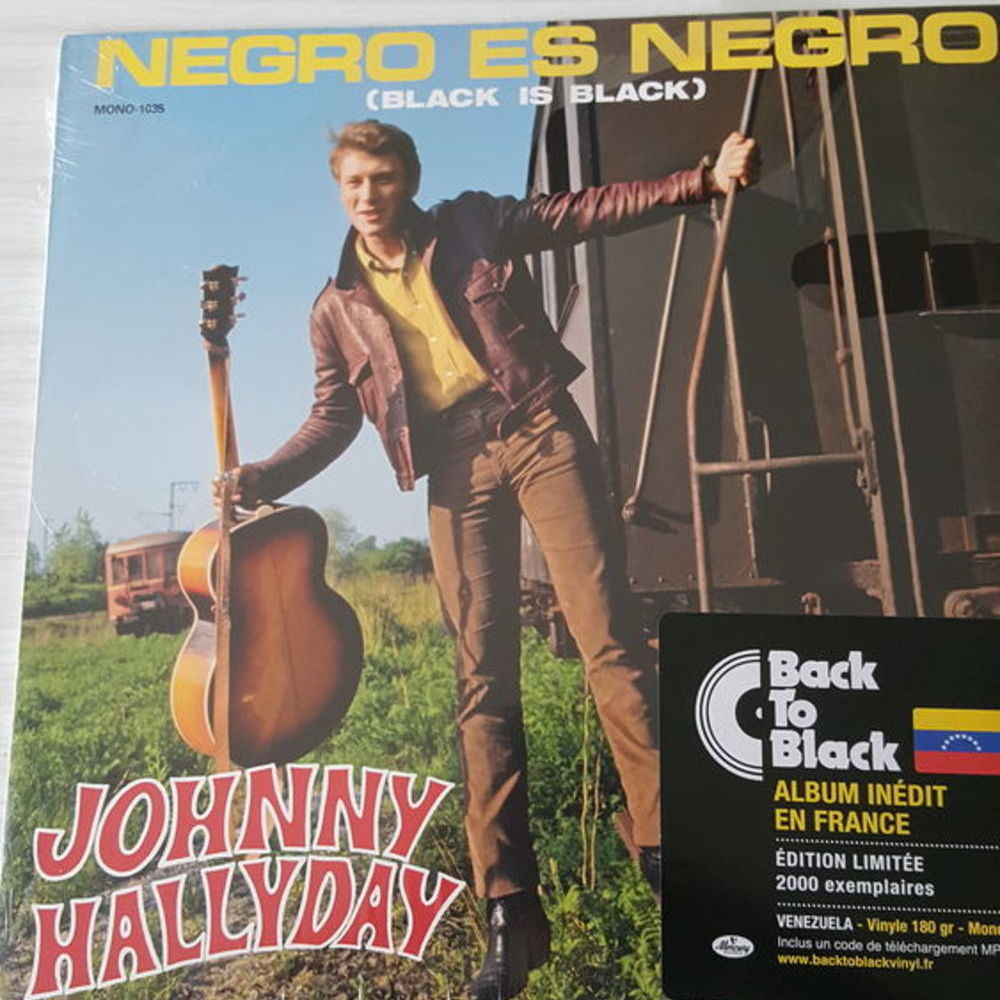 NEGRO ES NEGRO
(BLACK IS BLACK)
MONO-1035
JOHNNY
HALLYDAY
Back
To
Black
ALBUM INÉDIT
EN FRANCE
ÉDITION LIMITÉE
2000 exemplaires
VENEZUELA - Vinyle 180 gr - Mono
Inclus un code de téléchargement MP
www.backtoblackvinyl.fr
Mercury